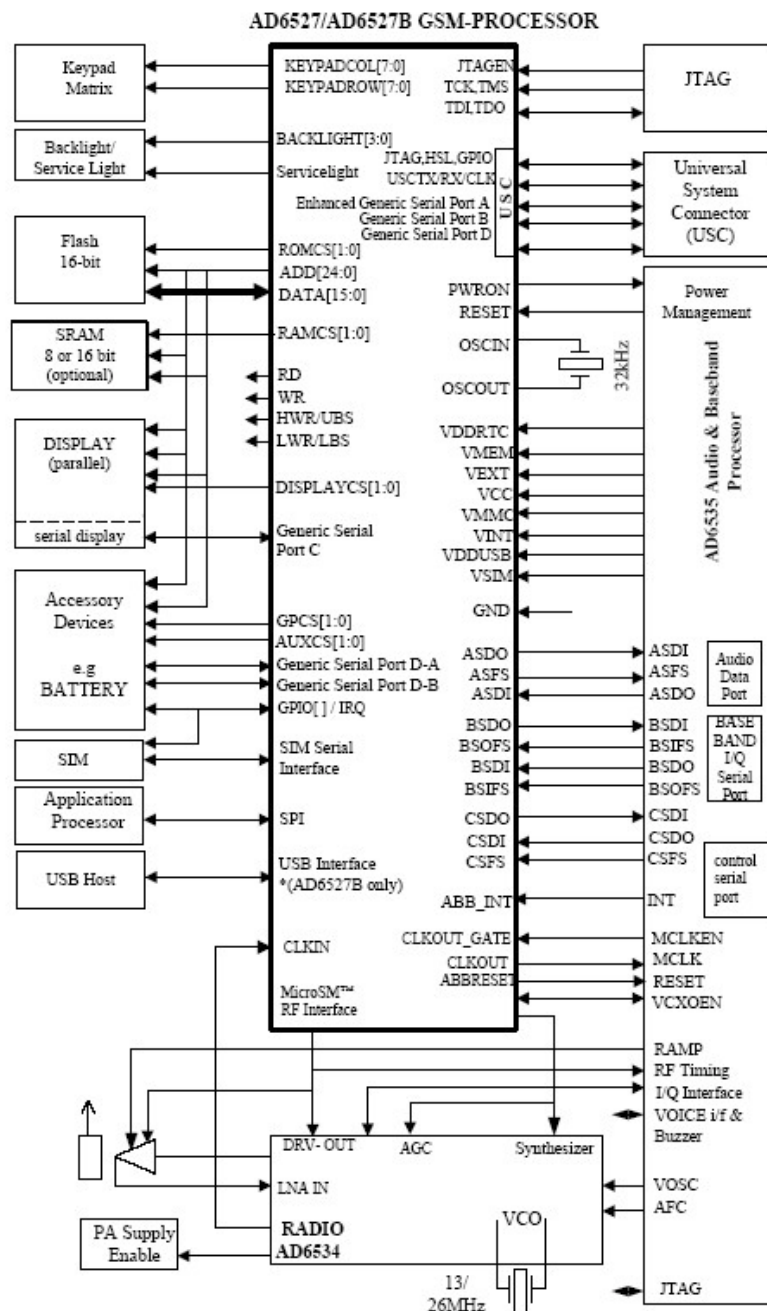 AD6527/AD6527B GSM-PROCESSOR
Keypad
Matrix
Backlight/
Service Light
Flash
16-bit
SRAM
8 or 16 bit
(optional)
DISPLAY
(parallel)
serial display
Accessory
Devices
e.g
BATTERY
SIM
Application
Processor
USB Host
KEYPADCOL[7:0]
KEYPADROW[7:0]
BACKLIGHT[3:0]
Servicelight
ROMCS[1:0]
ADD[24:0]
DATA[15:0]
RAMCS[1:0]
RD
WR
HWR/UBS
LWR/LBS
DISPLAYCS[1:0]
Generic Serial
Port C
GPCS[1:0]
AUXCS[1:0]
Generic Serial Port D-A
Generic Serial Port D-B
GPIO[ ] / IRQ
SIM Serial
Interface
SPI
USB Interface
*(AD6527B only)
CLKIN
MicroSM™
RF Interface
JTAGEN
TCK,TMS
TDI,TDO
JTAG,HSL,GPIO
USCTX/RX/CLK
Enhanced Generic Serial Port A
Generic Serial Port B
Generic Serial Port D
USC
PWRON
RESET
OSCIN
OSCOUT
32kHz
VDDRTC
VMEM
VEXT
VCC
VMMC
VINT
VDDUSB
VSIM
GND
ASDO
ASFS
ASDI
BSDO
BSOFS
BSDI
BSIFS
CSDO
CSDI
CSFS
ABB_INT
CLKOUT_GATE
CLKOUT
ABBRESET
JTAG
Universal
System
Connector
(USC)
Power
Management
AD6535 Audio & Baseband
Processor
ASDI
ASFS
ASDO
Audio
Data
Port
BSDI
BSIFS
BSDO
BSOFS
BASE
BAND
I/Q
Serial
Port
CSDI
CSDO
CSFS
control
serial
port
INT
MCLKEN
MCLK
RESET
VCXOEN
RAMP
RF Timing
I/Q Interface
VOICE i/f &
Buzzer
VOSC
AFC
JTAG
DRV- OUT
AGC
Synthesizer
LNA IN
RADIO
AD6534
VCO
PA Supply
Enable
13/
26MHz